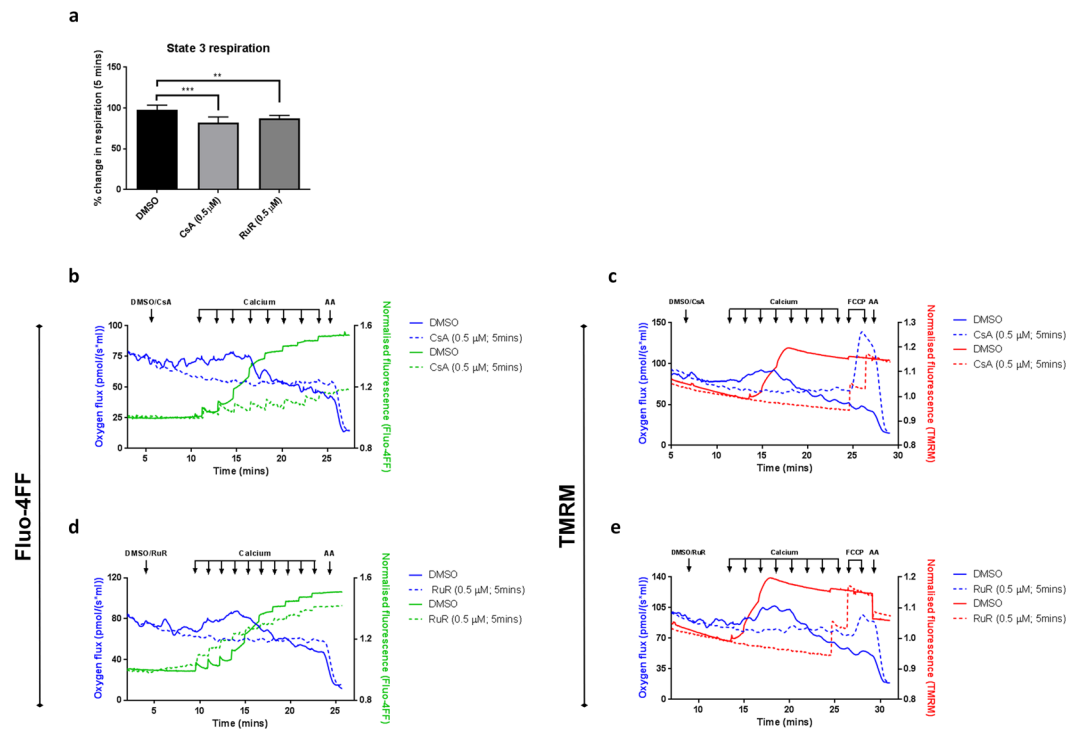 a
State 3 respiration
% change in respiration (5 mins)
150
100
50
0
**
***
DMSO
CsA (0.5 µM)
RuR (0.5 µM)
Fluo-4FF
b
DMSO/CsA
Calcium
AA
Oxygen flux (pmol/(s*ml)
100
75
50
25
0
1.6
1.4
1.2
1.0
0.8
Normalised fluorescence
(Fluo-4FF)
5
10
15
20
25
Time (mins)
DMSO
CsA (0.5 µM; 5mins)
DMSO
CsA (0.5 µM; 5mins)
TMRM
c
DMSO/CsA
Calcium
FCCP
AA
Oxygen flux (pmol/(s*ml)
150
100
50
0
1.3
1.2
1.1
1.0
0.9
0.8
Normalised fluorescence
(TMRM)
5
10
15
20
25
30
Time (mins)
DMSO
CsA (0.5 µM; 5mins)
DMSO
CsA (0.5 µM; 5mins)
d
DMSO/RuR
Calcium
AA
Oxygen flux (pmol/(s*ml))
120
80
40
0
1.6
1.4
1.2
1.0
0.8
Normalised fluorescence
(Fluo-4FF)
5
10
15
20
25
Time (mins)
DMSO
RuR (0.5 µM; 5mins)
DMSO
RuR (0.5 µM; 5mins)
e
DMSO/RuR
Calcium
FCCP
AA
Oxygen flux (pmol/(s*ml))
140
105
70
35
0
1.2
1.1
1.0
0.9
0.8
Normalised fluorescence
(TMRM)
10
15
20
25
30
Time (mins)
DMSO
RuR (0.5 µM; 5mins)
DMSO
RuR (0.5 µM; 5mins)